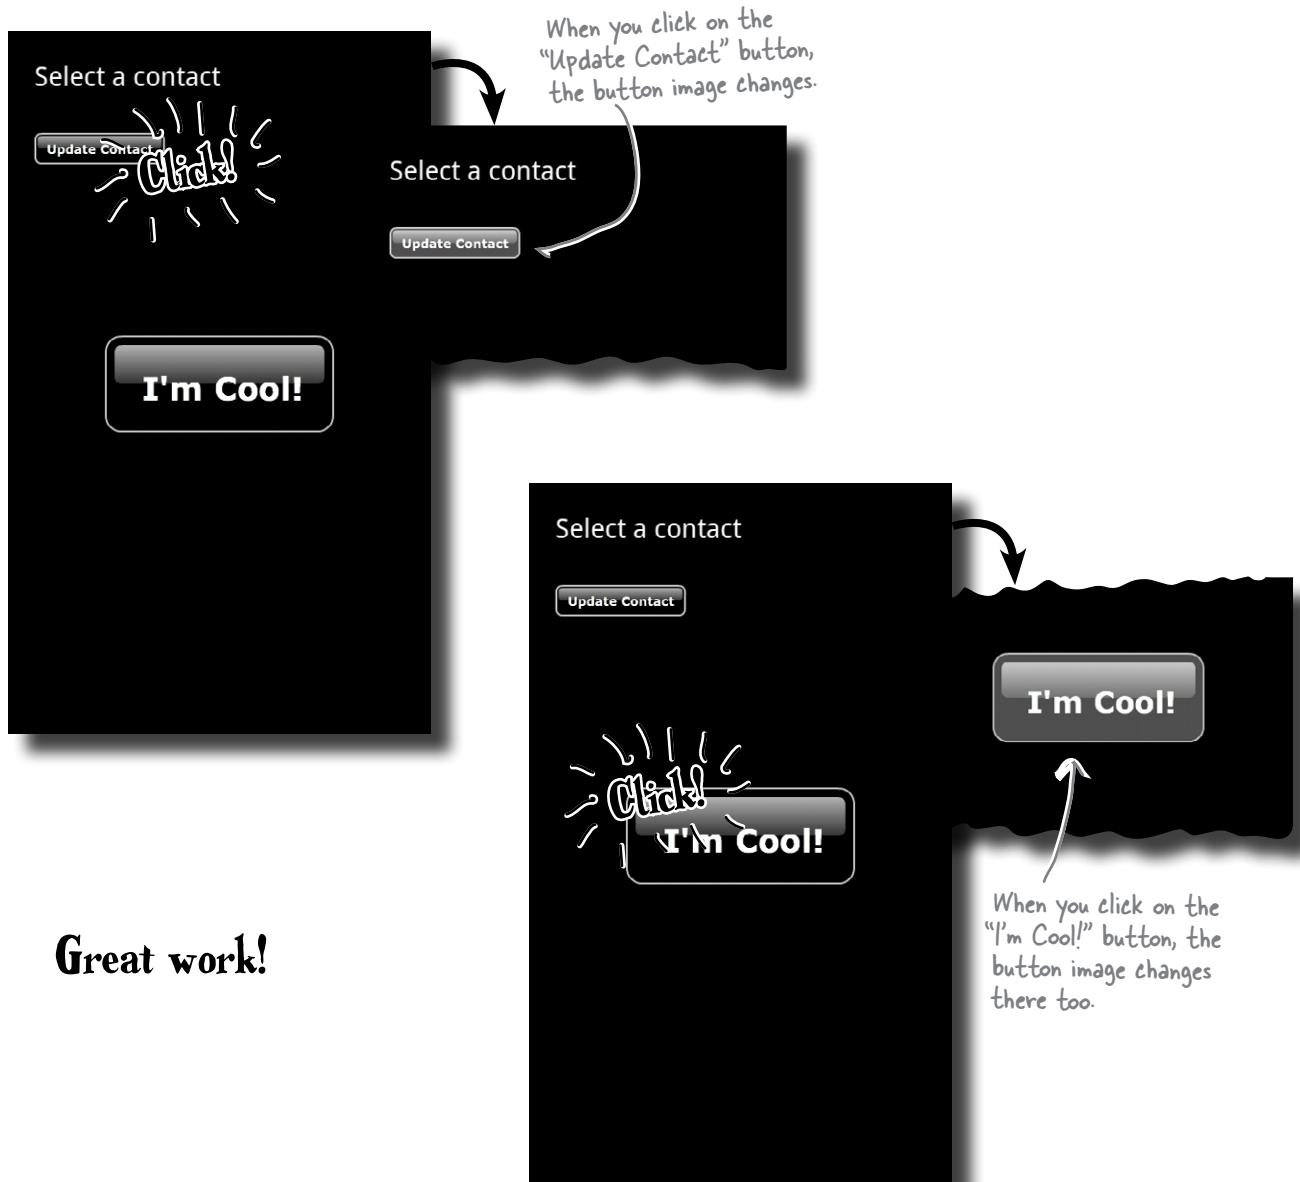 When you click on the
“Update Contact” button,
the button image changes.
Select a contact
Update Contact
Click!
I'm Cool!
Select a contact
Update Contact
Select a contact
Update Contact
Click!
I'm Cool!
I'm Cool!
When you click on the
“I'm Cool!” button, the
button image changes
there too.
Great work!